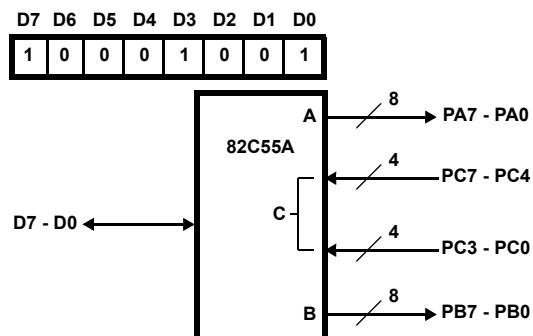 D7 D6 D5 D4 D3 D2 D1 D0
1 0 0 0 1 0 0 1
A 8 PA7 - PA0
82C55A
4 PC7 - PC4
C
D7 - D0
4 PC3 - PC0
B 8 PB7 - PB0